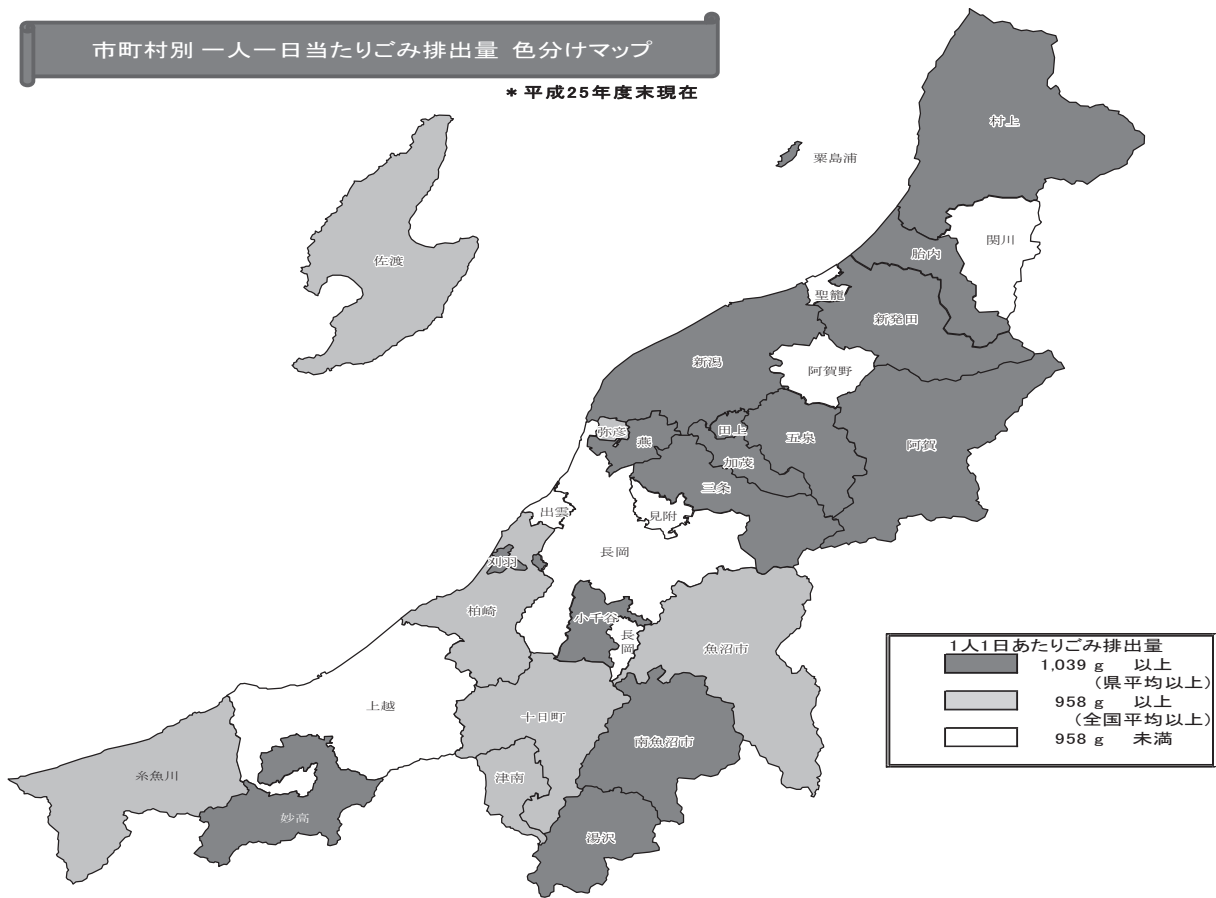 市町村別 一人一日当たりごみ排出量 色分けマップ
*平成25年度末現在
村上
粟島浦
関川
胎内
佐渡
聖籠
新発田
新潟
阿賀野
弥彦
燕
田上
五泉
阿賀
加茂
三条
出雲
見附
長岡
刈羽
柏崎
小千谷
長
岡
魚沼市
上越
十日町
南魚沼市
糸魚川
津南
妙高
湯沢
1人1日あたりごみ排出量
1,039 g 以上
(県平均以上)
958 g 以上
(全国平均以上)
958 g 未満